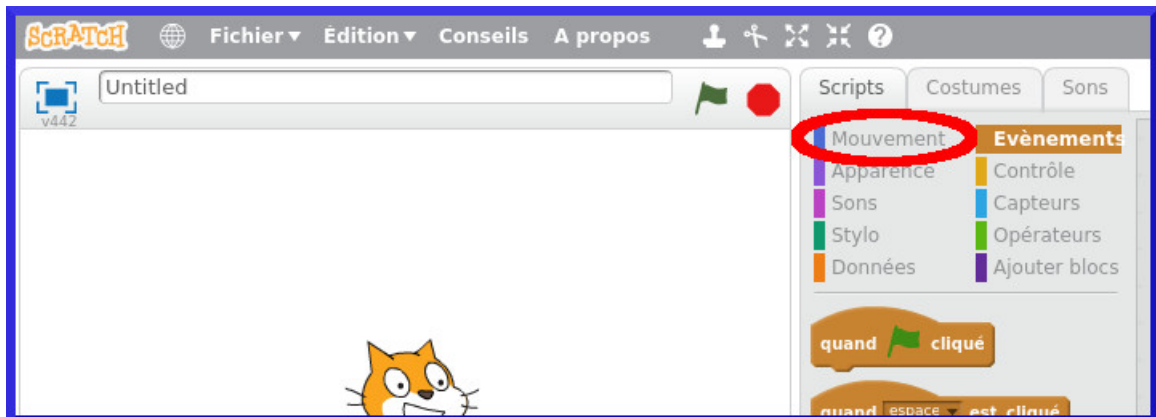 SCRATCH Fichier Édition Conseils A propos
Untitled
v442
Scripts Costumes Sons
Mouvement Evènements
Apparence Contrôle
Sons Capteurs
Stylo Opérateurs
Données Ajouter blocs
quand cliqué
quand espace est cliqué